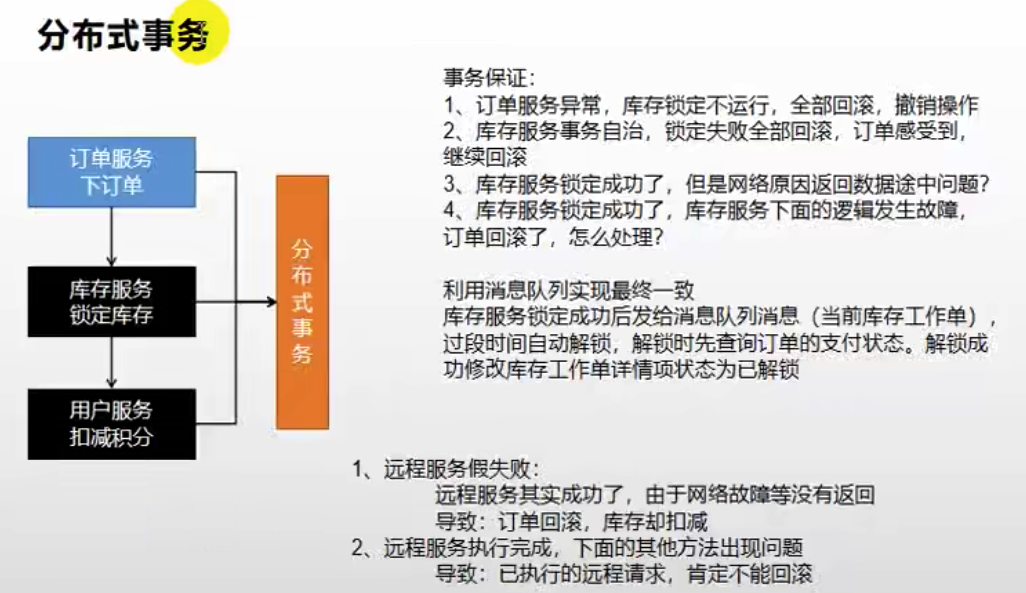 分布式事务
订单服务
下订单
库存服务
锁定库存
用户服务
扣减积分
分布式事务
事务保证：
1、订单服务异常，库存锁定不运行，全部回滚，撤销操作
2、库存服务事务自治，锁定失败全部回滚，订单感受到，
继续回滚
3、库存服务锁定成功了，但是网络原因返回数据途中问题？
4、库存服务锁定成功了，库存服务下面的逻辑发生故障，
订单回滚了，怎么处理？
利用消息队列实现最终一致
库存服务锁定成功后发给消息队列消息（当前库存工作单），
过段时间自动解锁，解锁时先查询订单的支付状态。解锁成
功修改库存工作单详情项状态为已解锁
1、远程服务假失败：
远程服务其实成功了，由于网络故障等没有返回
导致：订单回滚，库存却扣减
2、远程服务执行完成，下面的其他方法出现问题
导致：已执行的远程请求，肯定不能回滚